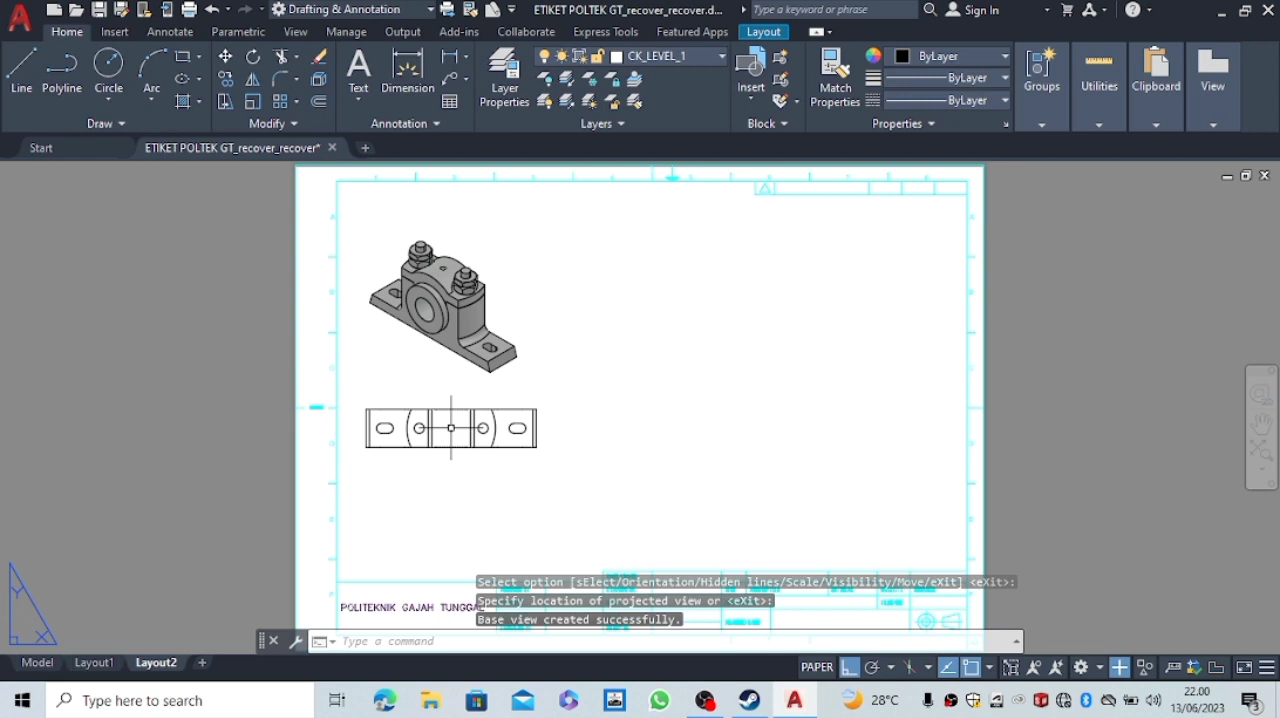 Drafting & Annotation
ETIKET POLTEK GT_recover_recover.d...
Type a keyword or phrase
Sign In
Home Insert Annotate Parametric View Manage Output Add-ins Collaborate Express Tools Featured Apps Layout
CK_LEVEL_1
ByLayer
ByLayer
ByLayer
Line Polyline Circle Arc Text Dimension Layer Properties Insert Match Properties Groups Utilities Clipboard View
Draw Modify Annotation Layers Block Properties
Start
ETIKET POLTEK GT_recover_recover*
POLITEKNIK GAJAH TUNGGAL
Select option [sElect/Orientation/Hidden lines/Scale/Visibility/Move/eXit] <eXit>:
Specify location of projected view or <eXit>:
Base view created successfully.
Type a command
Y
X
Model Layout1 Layout2
PAPER
Type here to search
28°C
22.00
13/06/2023
3